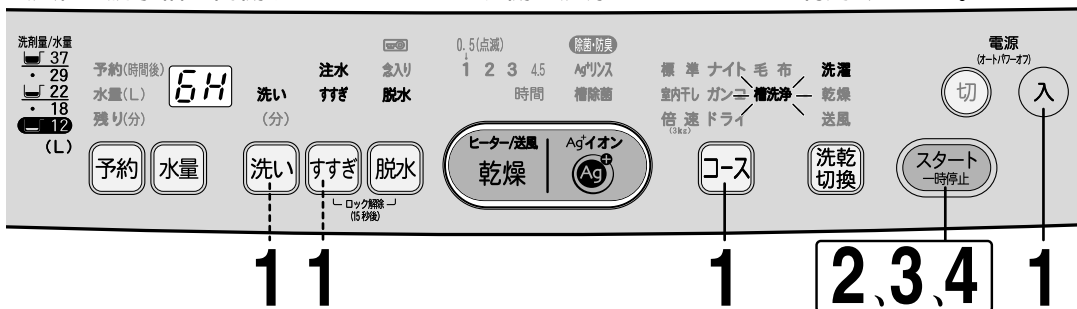 洗剤量/水量
37
・ 29
22
・ 18
12
(L)
予約(時間後)
水量(L)
残り(分)
6H
洗い
(分)
注水
すすぎ
念入り
脱水
0.5(点滅)
1 2 3 4.5
時間
除菌・防臭
Ag⁺リンス
槽除菌
標準 ナイト 毛布
室内干し ガンコ 槽洗浄
倍速 ドライ
(3kg)
洗濯
乾燥
送風
電源
(オートパワーオフ)
切
入
予約
水量
洗い
すすぎ
脱水
ロック解除
(15秒後)
ヒーター/送風
乾燥
Ag⁺イオン
Ag⁺
コース
洗乾
切換
スタート
一時停止
1
1
1
2、3、4
1